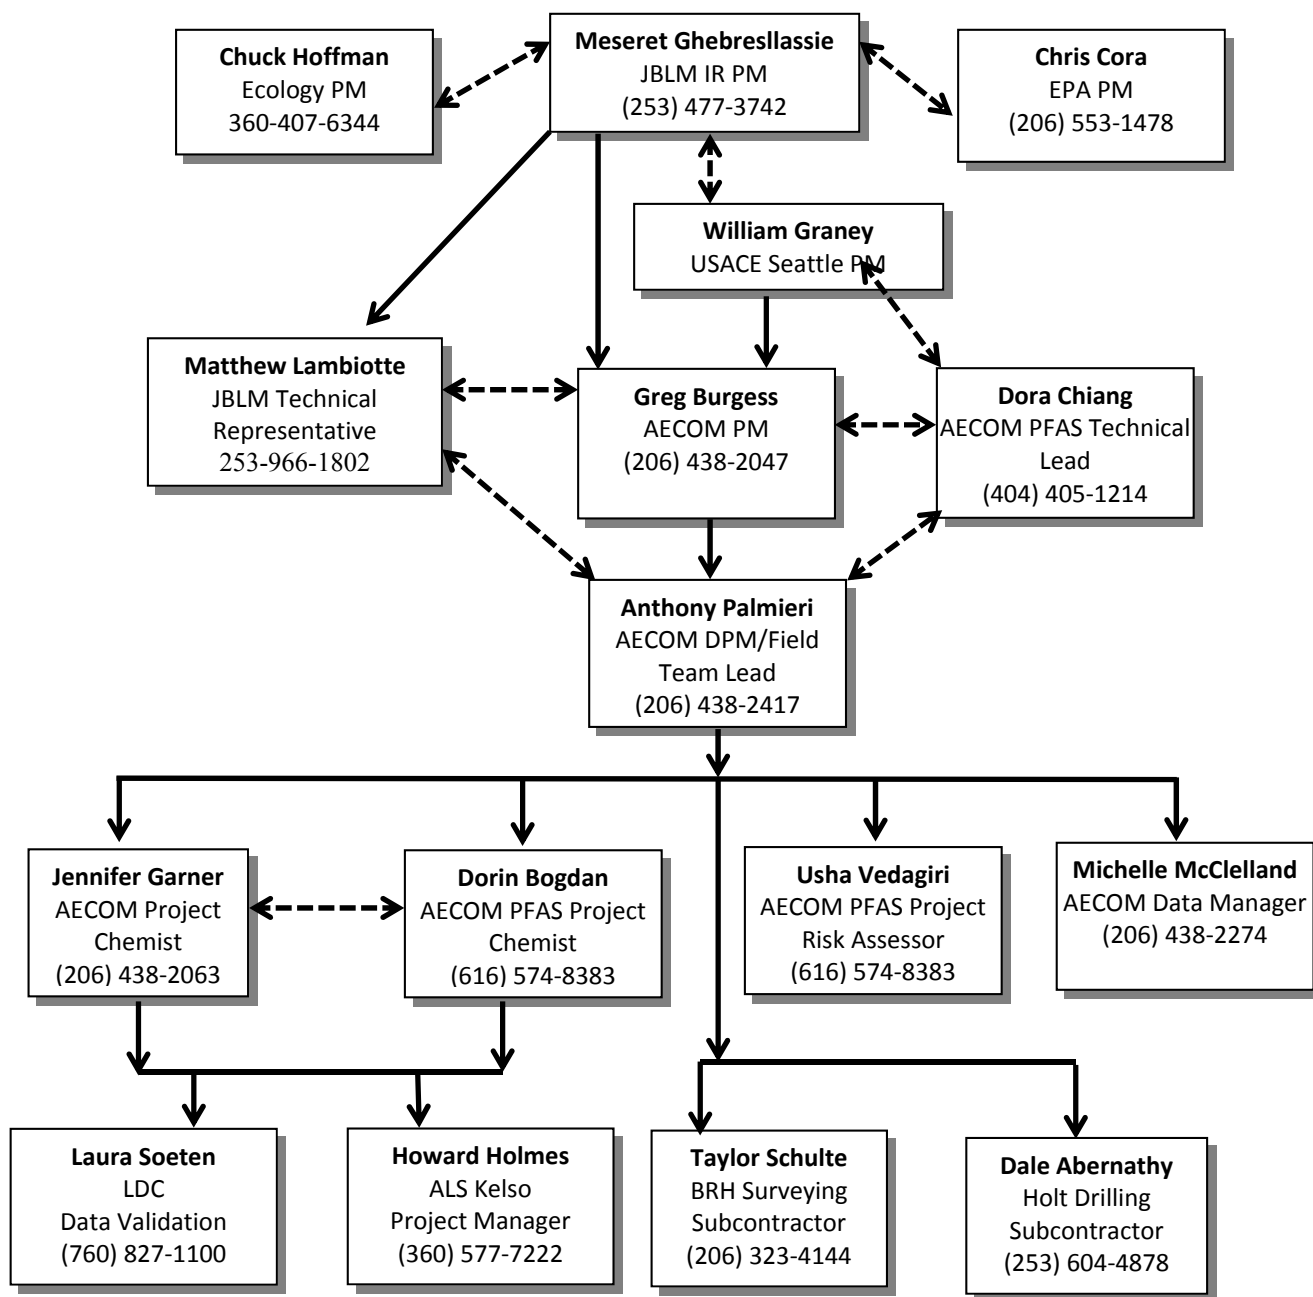 Chuck Hoffman
Ecology PM
360-407-6344
Meseret Ghebresllassie
JBLM IR PM
(253) 477-3742
Chris Cora
EPA PM
(206) 553-1478
William Graney
USACE Seattle PM
Matthew Lambiotte
JBLM Technical
Representative
253-966-1802
Greg Burgess
AECOM PM
(206) 438-2047
Dora Chiang
AECOM PFAS Technical
Lead
(404) 405-1214
Anthony Palmieri
AECOM DPM/Field
Team Lead
(206) 438-2417
Jennifer Garner
AECOM Project
Chemist
(206) 438-2063
Dorin Bogdan
AECOM PFAS Project
Chemist
(616) 574-8383
Usha Vedagiri
AECOM PFAS Project
Risk Assessor
(616) 574-8383
Michelle McClelland
AECOM Data Manager
(206) 438-2274
Laura Soeten
LDC
Data Validation
(760) 827-1100
Howard Holmes
ALS Kelso
Project Manager
(360) 577-7222
Taylor Schulte
BRH Surveying
Subcontractor
(206) 323-4144
Dale Abernathy
Holt Drilling
Subcontractor
(253) 604-4878